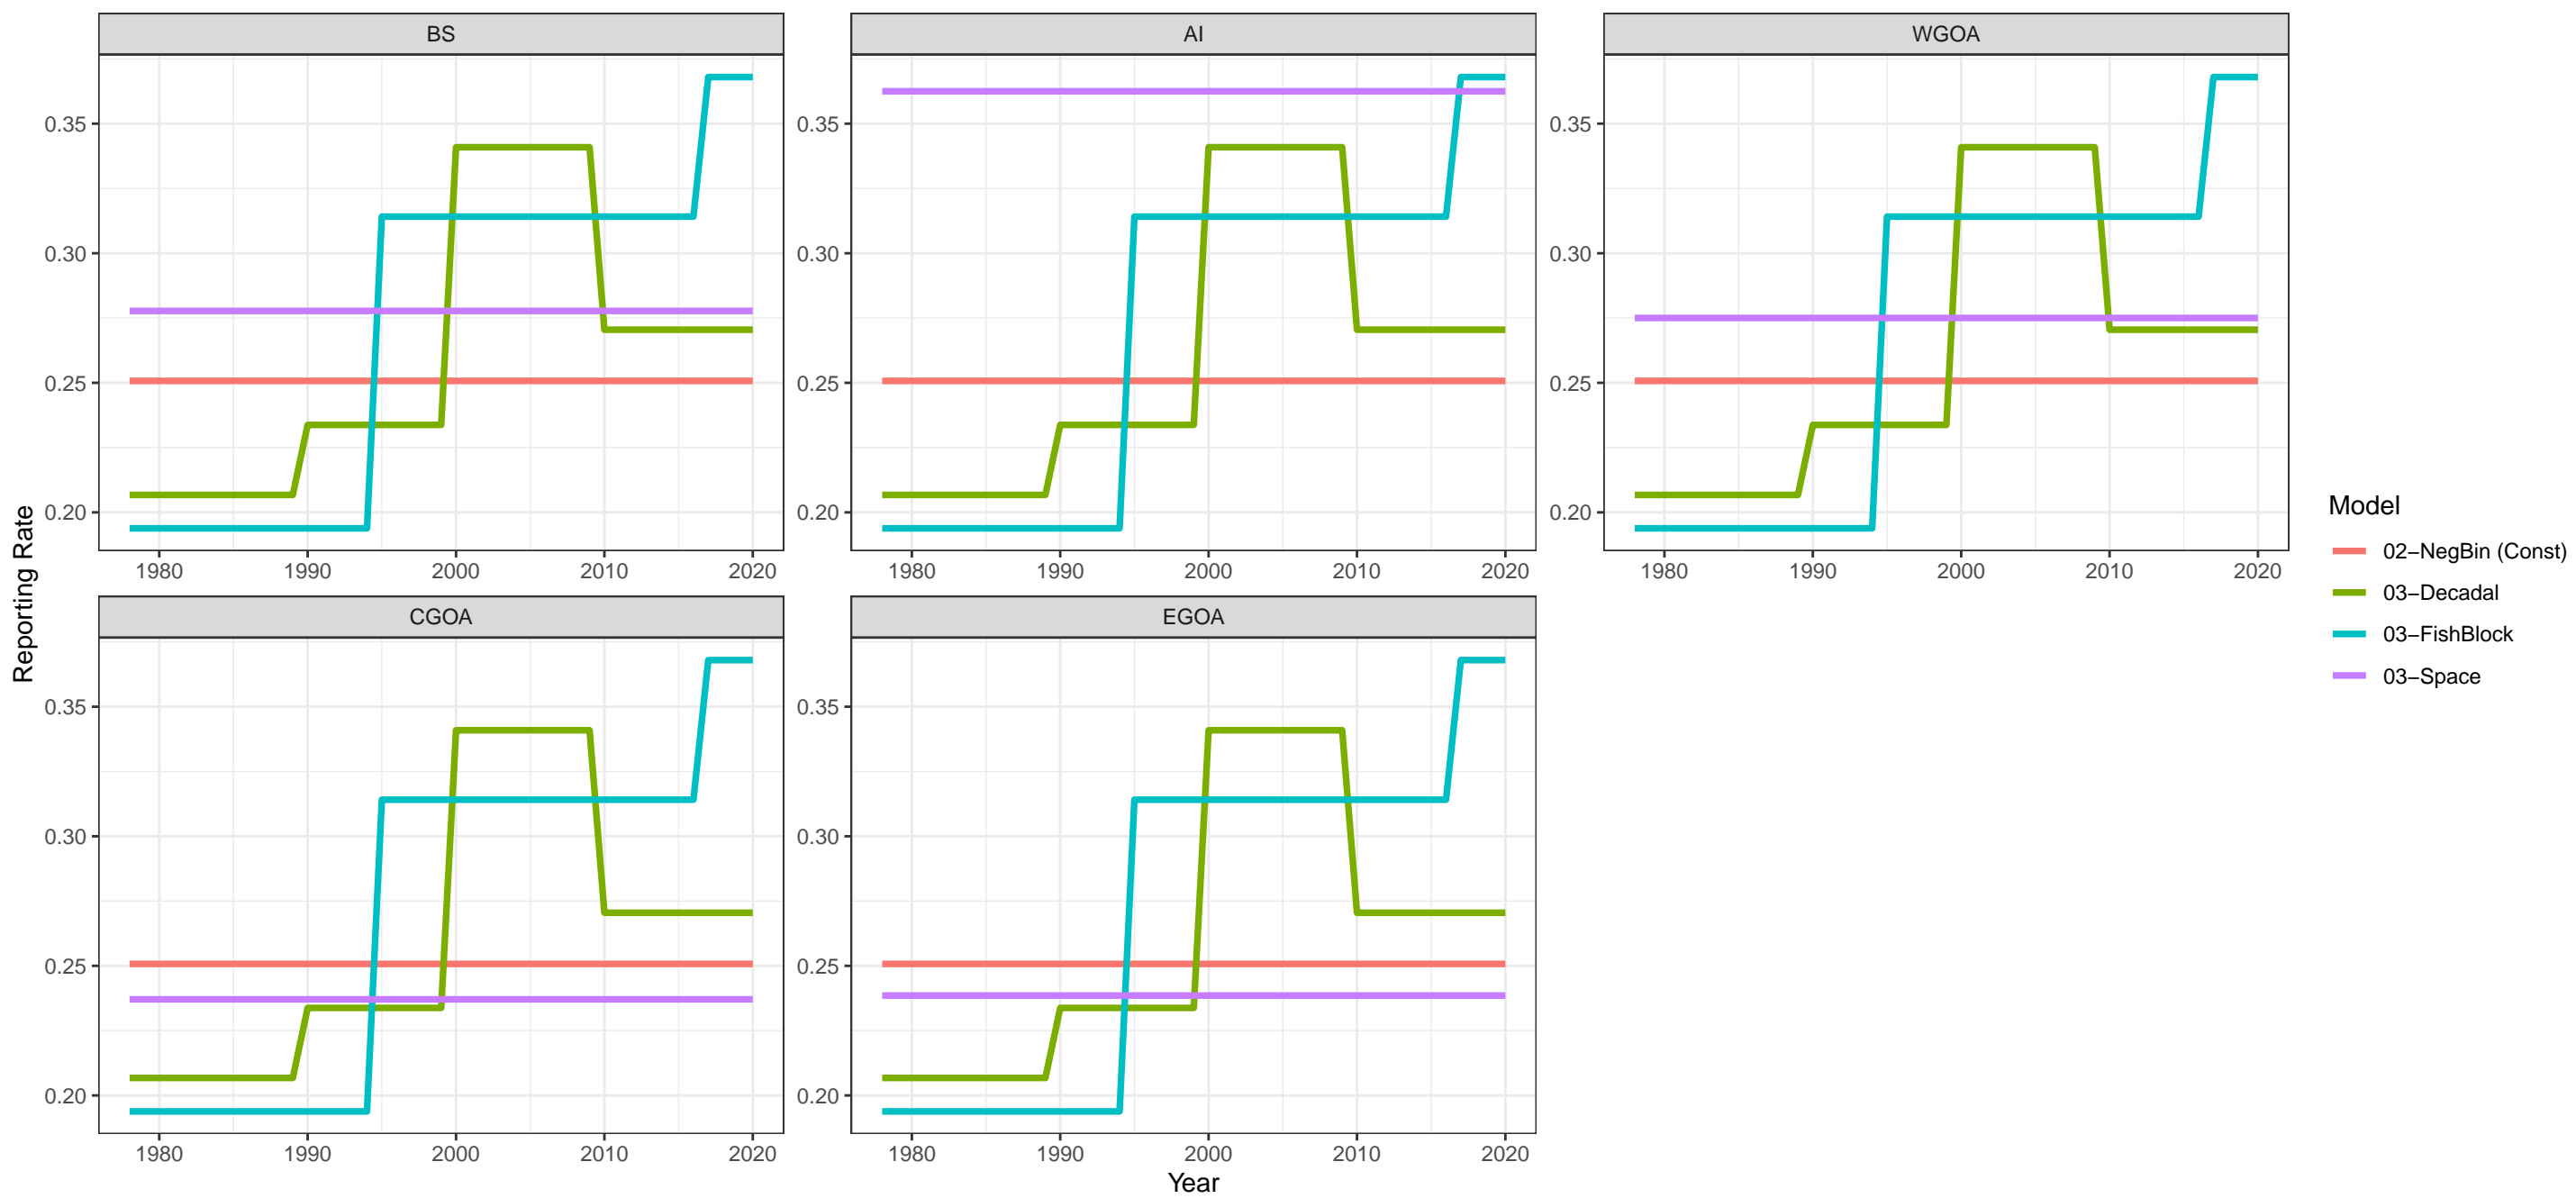 BS
AI
WGOA
0.35
0.30
0.25
0.20
0.35
0.30
0.25
0.20
0.35
0.30
0.25
0.20
1980 1990 2000 2010 2020
1980 1990 2000 2010 2020
1980 1990 2000 2010 2020
CGOA
EGOA
0.35
0.30
0.25
0.20
0.35
0.30
0.25
0.20
1980 1990 2000 2010 2020
1980 1990 2000 2010 2020
Reporting Rate
Year
Model
02−NegBin (Const)
03−Decadal
03−FishBlock
03−Space